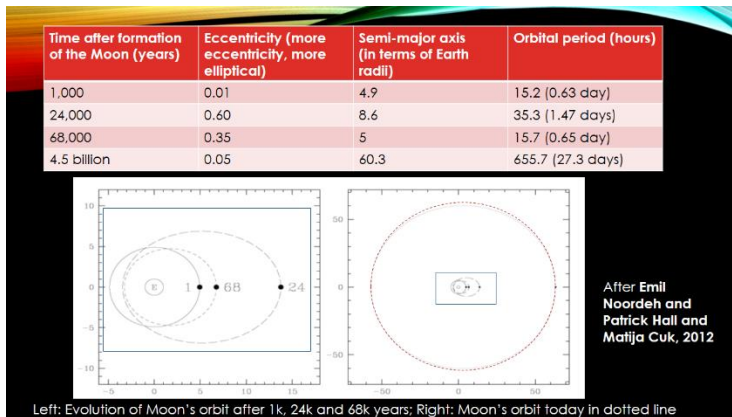 Time after formation
of the Moon (years)
Eccentricity (more
eccentricity, more
elliptical)
Semi-major axis
(in terms of Earth
radii)
Orbital period (hours)
1,000 0.01 4.9 15.2 (0.63 day)
24,000 0.60 8.6 35.3 (1.47 days)
68,000 0.35 5 15.7 (0.65 day)
4.5 billion 0.05 60.3 655.7 (27.3 days)
10
5
0
−5
−10
−5 0 5 10 15
E 1 68 24
50
0
−50
−50 0 50
After Emil
Noordeh and
Patrick Hall and
Matija Cuk, 2012
Left: Evolution of Moon's orbit after 1k, 24k and 68k years; Right: Moon's orbit today in dotted line